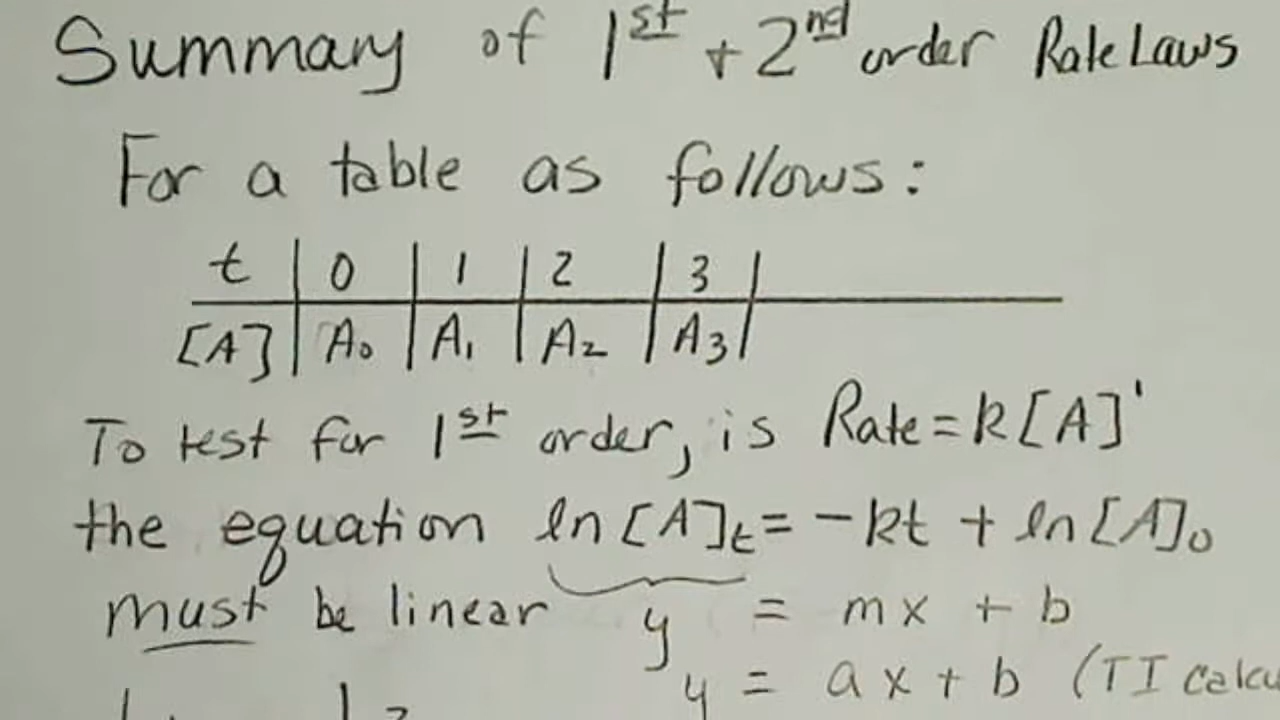 Summary of 1st + 2nd order Rate Laws
For a table as follows:
t | 0 | 1 | 2 | 3 |
[A] | A0 | A1 | A2 | A3 |
To test for 1st order, is Rate = k[A]'
the equation ln[A]t = -kt + ln[A]0
must be linear y = mx + b
y = ax + b (TI